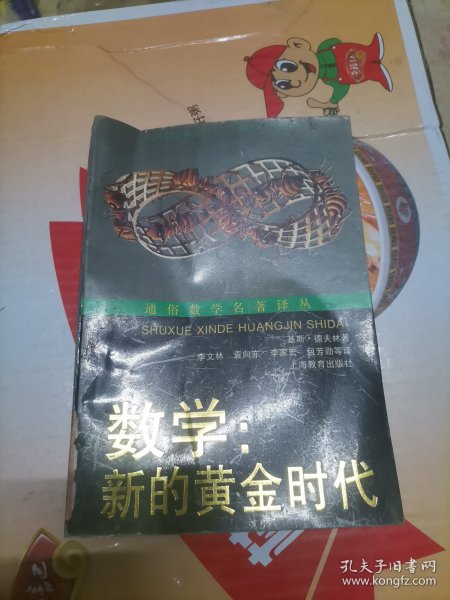 通俗数学名著译丛
SHUXUE XINDE HUANGJIN SHIDAI
基斯·德夫林著
李文林 袁向东 李家宏 包芳勋等译
上海教育出版社
数学:
新的黄金时代
孔夫子旧书网
www.kongfz.com